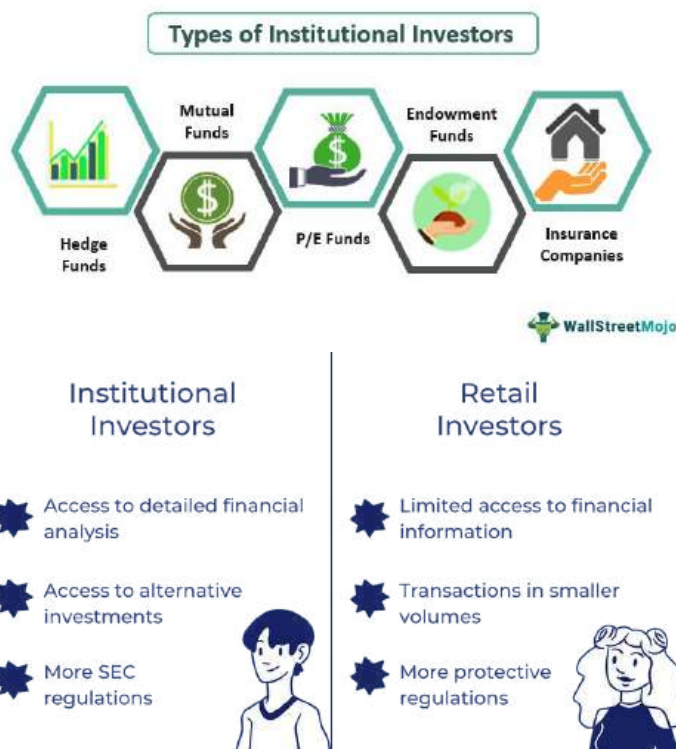 Types of Institutional Investors
Mutual
Funds
Endowment
Funds
Hedge
Funds
P/E Funds
Insurance
Companies
WallStreetMojo
Institutional
Investors
Access to detailed financial
analysis
Access to alternative
investments
More SEC
regulations
Retail
Investors
Limited access to financial
information
Transactions in smaller
volumes
More protective
regulations